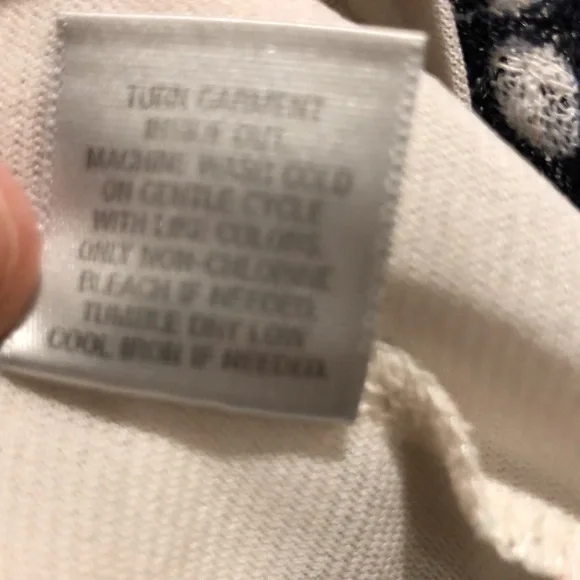 TURN GARMENT
INSIDE OUT.
MACHINE WASH COLD
ON GENTLE CYCLE
WITH LIKE COLORS.
ONLY NON-CHLORINE
BLEACH IF NEEDED.
TUMBLE DRY LOW.
COOL IRON IF NEEDED.